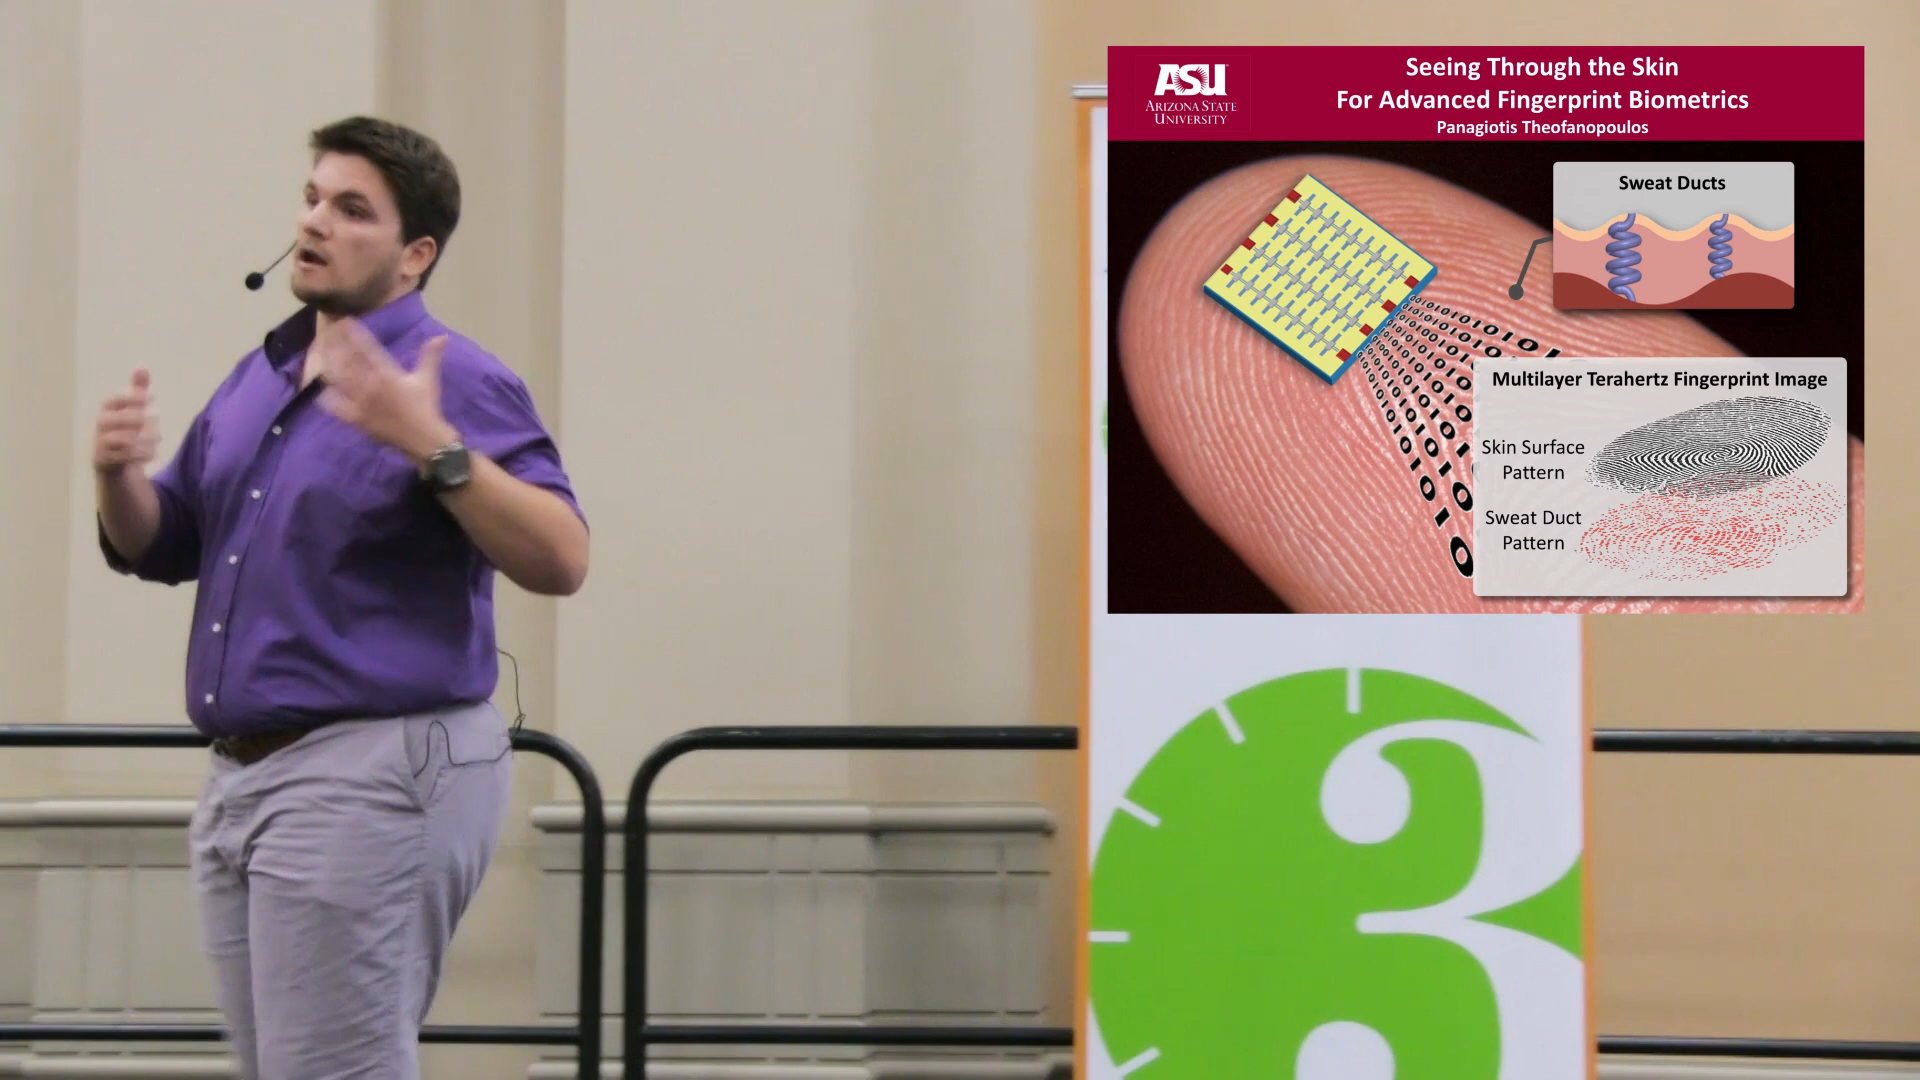 ASU
ARIZONA STATE
UNIVERSITY
Seeing Through the Skin
For Advanced Fingerprint Biometrics
Panagiotis Theofanopoulos
Sweat Ducts
Multilayer Terahertz Fingerprint Image
Skin Surface
Pattern
Sweat Duct
Pattern
3